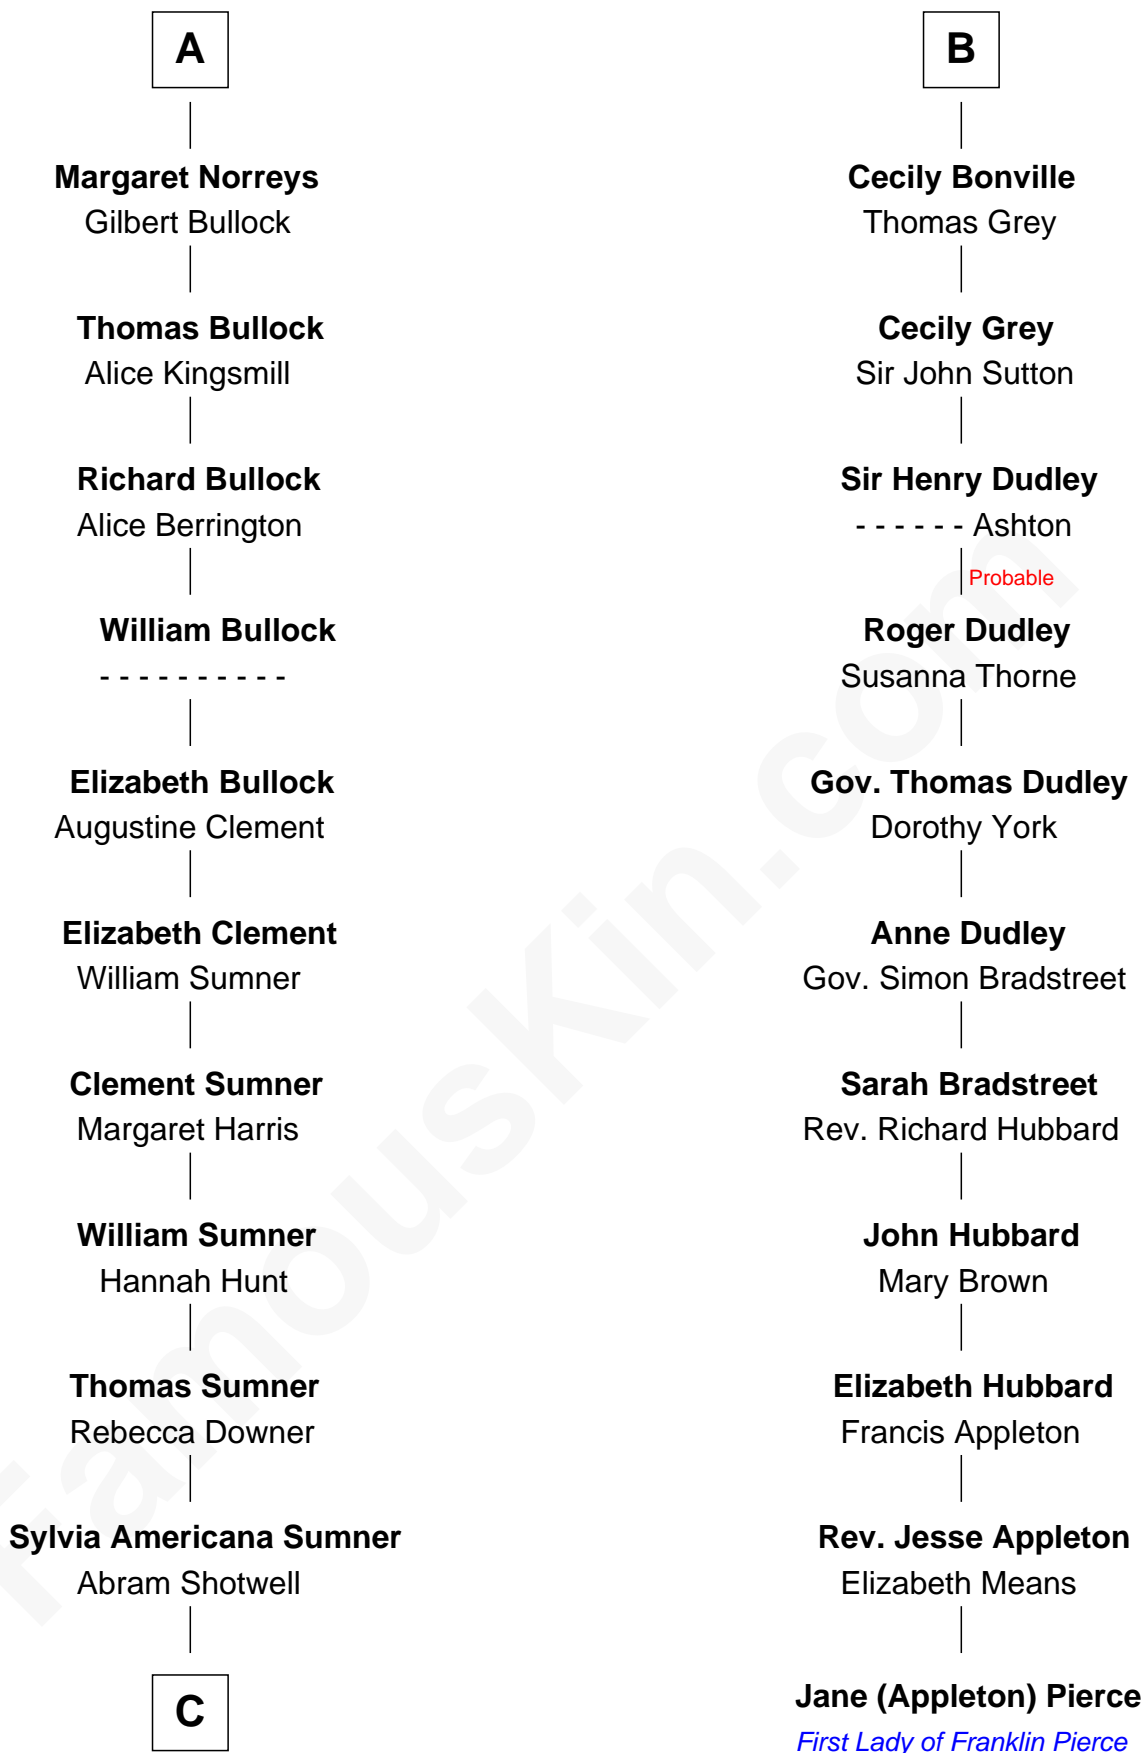 A
Margaret Norreys
Gilbert Bullock
Thomas Bullock
Alice Kingsmill
Richard Bullock
Alice Berrington
William Bullock
- - - - - - - - - -
Elizabeth Bullock
Augustine Clement
Elizabeth Clement
William Sumner
Clement Sumner
Margaret Harris
William Sumner
Hannah Hunt
Thomas Sumner
Rebecca Downer
Sylvia Americana Sumner
Abram Shotwell
C
B
Cecily Bonville
Thomas Grey
Cecily Grey
Sir John Sutton
Sir Henry Dudley
- - - - - - Ashton
Probable
Roger Dudley
Susanna Thorne
Gov. Thomas Dudley
Dorothy York
Anne Dudley
Gov. Simon Bradstreet
Sarah Bradstreet
Rev. Richard Hubbard
John Hubbard
Mary Brown
Elizabeth Hubbard
Francis Appleton
Rev. Jesse Appleton
Elizabeth Means
Jane (Appleton) Pierce
First Lady of Franklin Pierce
FamousKin.com